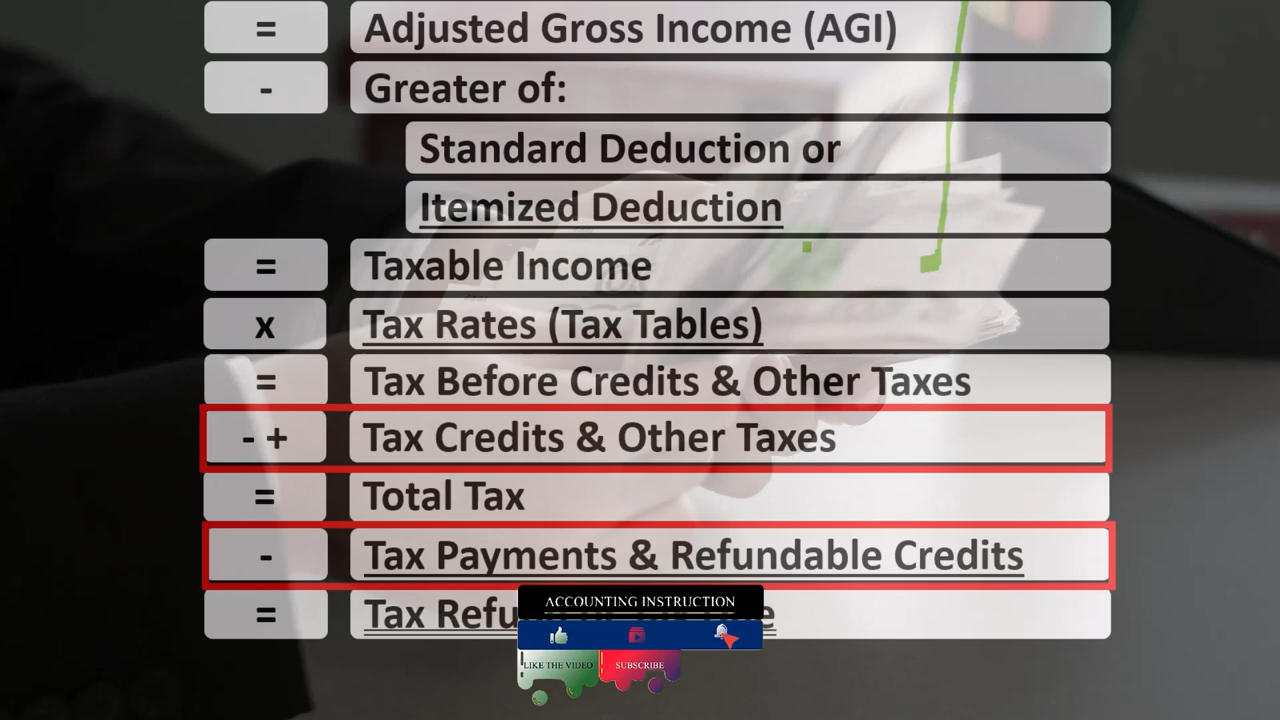 = Adjusted Gross Income (AGI)
- Greater of:
Standard Deduction or
Itemized Deduction
= Taxable Income
x Tax Rates (Tax Tables)
= Tax Before Credits & Other Taxes
- + Tax Credits & Other Taxes
= Total Tax
- Tax Payments & Refundable Credits
= Tax
ACCOUNTING INSTRUCTION
LIKE THE VIDEO SUBSCRIBE